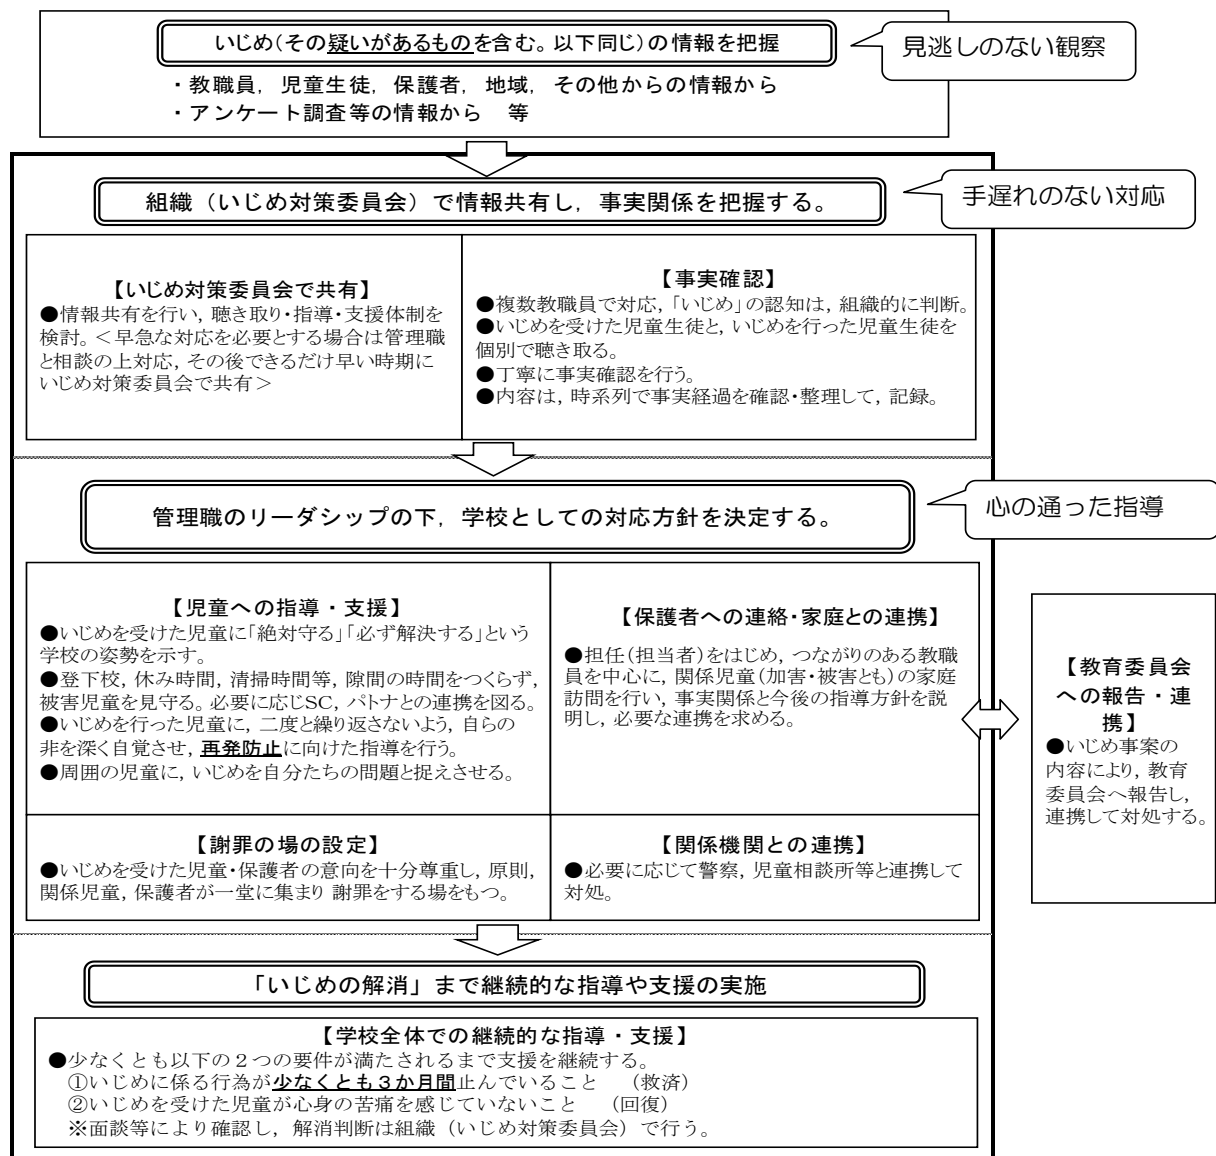 いじめ(その疑いがあるものを含む。以下同じ)の情報を把握
見逃しのない観察
・教職員，児童生徒，保護者，地域，その他からの情報から
・アンケート調査等の情報から　等
組織（いじめ対策委員会）で情報共有し，事実関係を把握する。
手遅れのない対応
【いじめ対策委員会で共有】
●情報共有を行い，聴き取り・指導・支援体制を
検討。＜早急な対応を必要とする場合は管理職
と相談の上対応，その後できるだけ早い時期に
いじめ対策委員会で共有＞
【事実確認】
●複数教職員で対応，「いじめ」の認知は，組織的に判断。
●いじめを受けた児童生徒と，いじめを行った児童生徒を
個別で聴き取る。
●丁寧に事実確認を行う。
●内容は，時系列で事実経過を確認・整理して，記録。
管理職のリーダシップの下，学校としての対応方針を決定する。
心の通った指導
【児童への指導・支援】
●いじめを受けた児童に「絶対守る」「必ず解決する」という
学校の姿勢を示す。
●登下校，休み時間，清掃時間等，隙間の時間をつくらず，
被害児童を見守る。必要に応じSC，パトナとの連携を図る。
●いじめを行った児童に，二度と繰り返さないよう，自らの
非を深く自覚させ，再発防止に向けた指導を行う。
●周囲の児童に，いじめを自分たちの問題と捉えさせる。
【保護者への連絡・家庭との連携】
●担任(担当者)をはじめ，つながりのある教職
員を中心に，関係児童(加害・被害とも)の家庭
訪問を行い，事実関係と今後の指導方針を説
明し，必要な連携を求める。
【教育委員会
への報告・連
携】
●いじめ事案の
内容により，教育
委員会へ報告し，
連携して対処する。
【謝罪の場の設定】
●いじめを受けた児童・保護者の意向を十分尊重し，原則，
関係児童，保護者が一堂に集まり 謝罪をする場をもつ。
【関係機関との連携】
●必要に応じて警察，児童相談所等と連携して
対処。
「いじめの解消」まで継続的な指導や支援の実施
【学校全体での継続的な指導・支援】
●少なくとも以下の２つの要件が満たされるまで支援を継続する。
①いじめに係る行為が少なくとも３か月間止んでいること　（救済）
②いじめを受けた児童が心身の苦痛を感じていないこと　（回復）
※面談等により確認し，解消判断は組織（いじめ対策委員会）で行う。